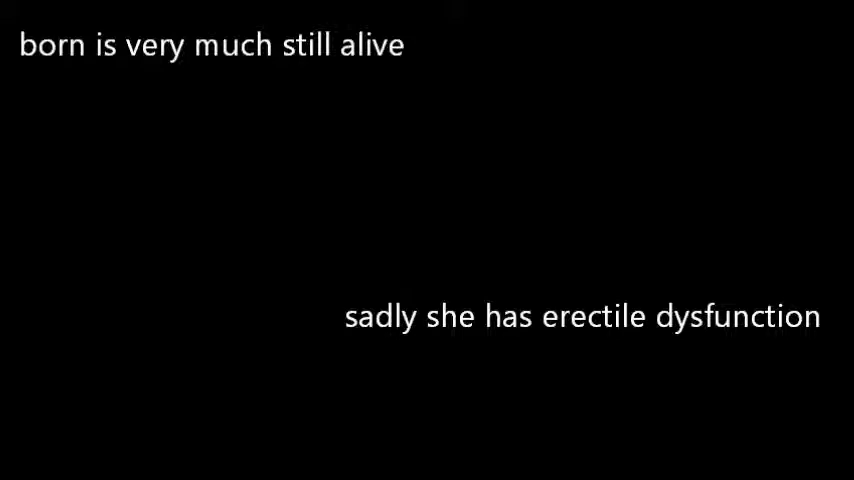 born is very much still alive
sadly she has erectile dysfunction